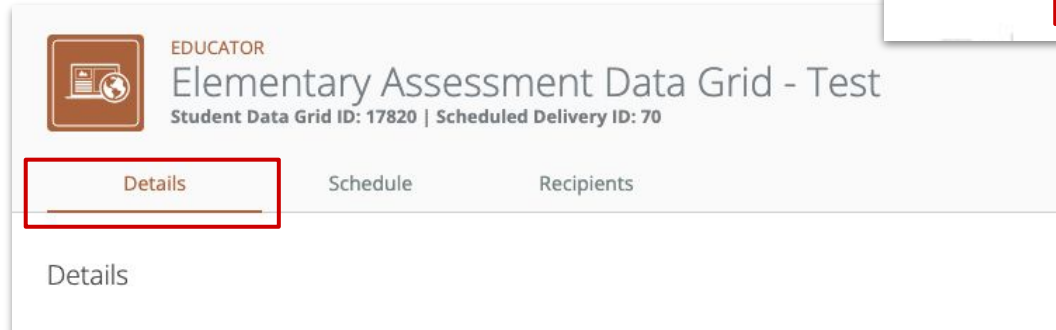 EDUCATOR
Elementary Assessment Data Grid - Test
Student Data Grid ID: 17820 | Scheduled Delivery ID: 70
Details Schedule Recipients
Details